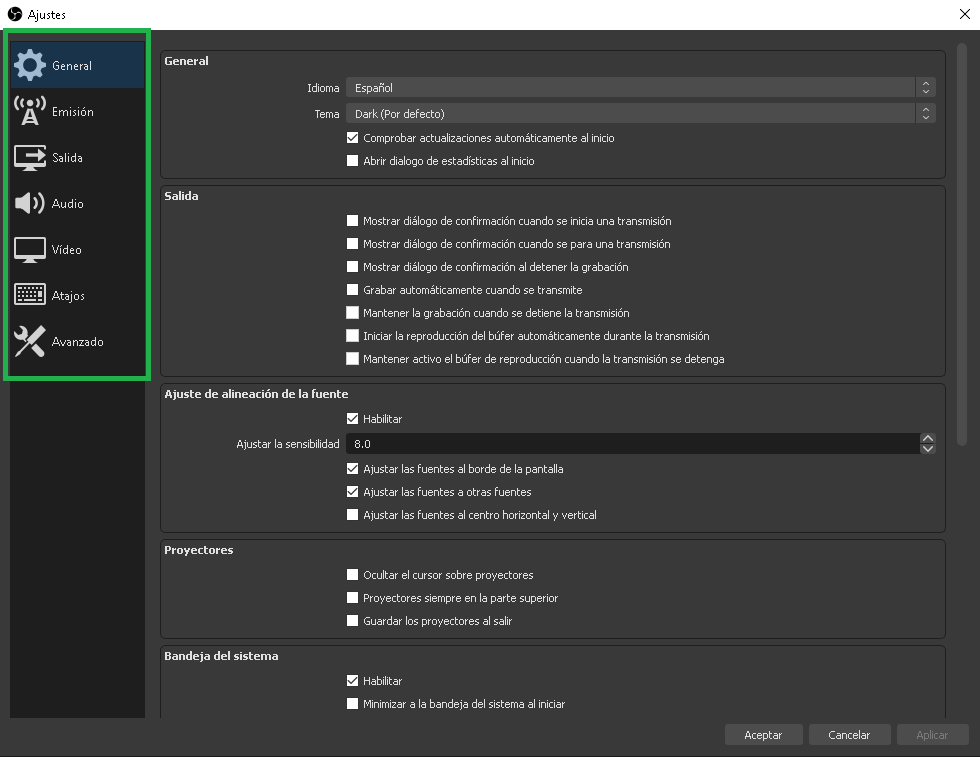 Ajustes
General
Emisión
Salida
Audio
Vídeo
Atajos
Avanzado
General
Idioma Español
Tema Dark (Por defecto)
Comprobar actualizaciones automáticamente al inicio
Abrir dialogo de estadísticas al inicio
Salida
Mostrar diálogo de confirmación cuando se inicia una transmisión
Mostrar diálogo de confirmación cuando se para una transmisión
Mostrar diálogo de confirmación al detener la grabación
Grabar automáticamente cuando se transmite
Mantener la grabación cuando se detiene la transmisión
Iniciar la reproducción del búfer automáticamente durante la transmisión
Mantener activo el búfer de reproducción cuando la transmisión se detenga
Ajuste de alineación de la fuente
Habilitar
Ajustar la sensibilidad 8.0
Ajustar las fuentes al borde de la pantalla
Ajustar las fuentes a otras fuentes
Ajustar las fuentes al centro horizontal y vertical
Proyectores
Ocultar el cursor sobre proyectores
Proyectores siempre en la parte superior
Guardar los proyectores al salir
Bandeja del sistema
Habilitar
Minimizar a la bandeja del sistema al iniciar
Aceptar Cancelar Aplicar